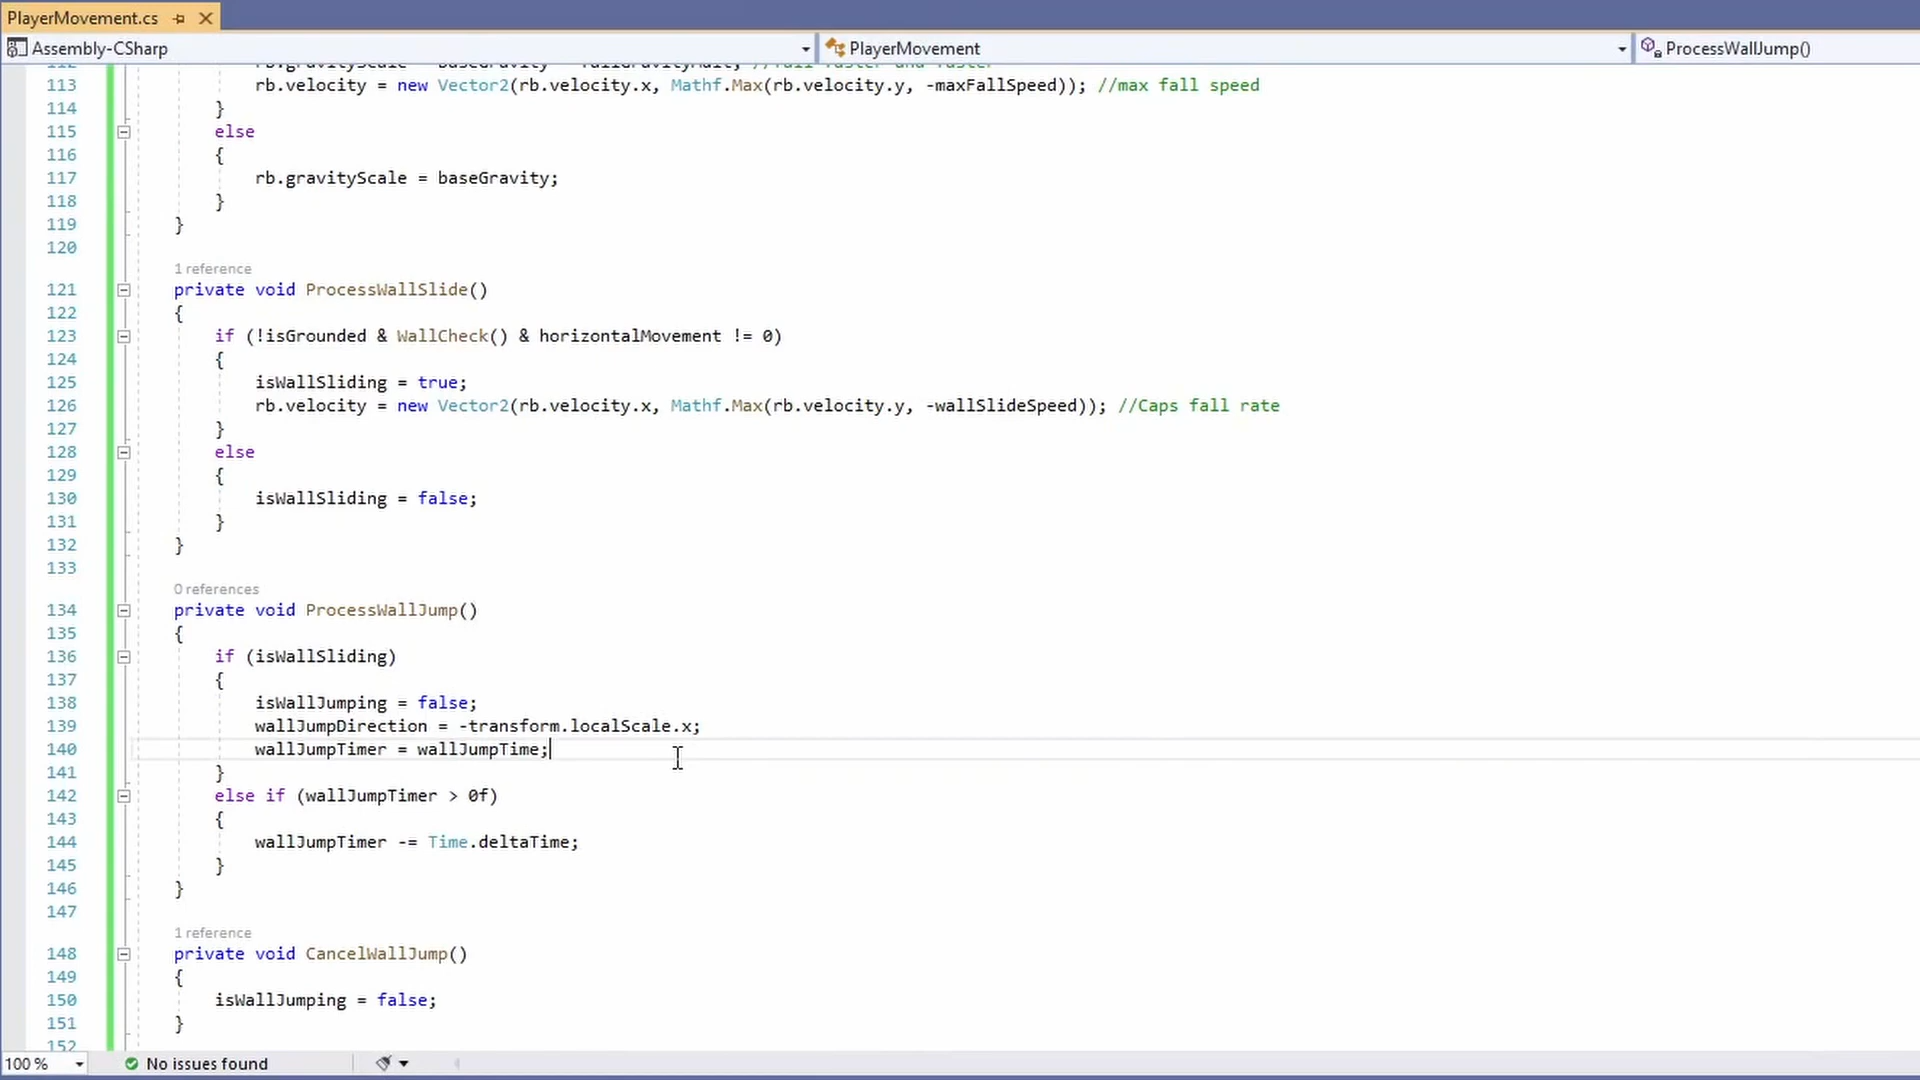 PlayerMovement.cs
Assembly-CSharp PlayerMovement ProcessWallJump()
113 rb.velocity = new Vector2(rb.velocity.x, Mathf.Max(rb.velocity.y, -maxFallSpeed)); //max fall speed
114 }
115 else
116 {
117 rb.gravityScale = baseGravity;
118 }
119 }
120
1 reference
121 private void ProcessWallSlide()
122 {
123 if (!isGrounded & WallCheck() & horizontalMovement != 0)
124 {
125 isWallSliding = true;
126 rb.velocity = new Vector2(rb.velocity.x, Mathf.Max(rb.velocity.y, -wallSlideSpeed)); //Caps fall rate
127 }
128 else
129 {
130 isWallSliding = false;
131 }
132 }
133
0 references
134 private void ProcessWallJump()
135 {
136 if (isWallSliding)
137 {
138 isWallJumping = false;
139 wallJumpDirection = -transform.localScale.x;
140 wallJumpTimer = wallJumpTime;
141 }
142 else if (wallJumpTimer > 0f)
143 {
144 wallJumpTimer -= Time.deltaTime;
145 }
146 }
147
1 reference
148 private void CancelWallJump()
149 {
150 isWallJumping = false;
151 }
152
100 % No issues found